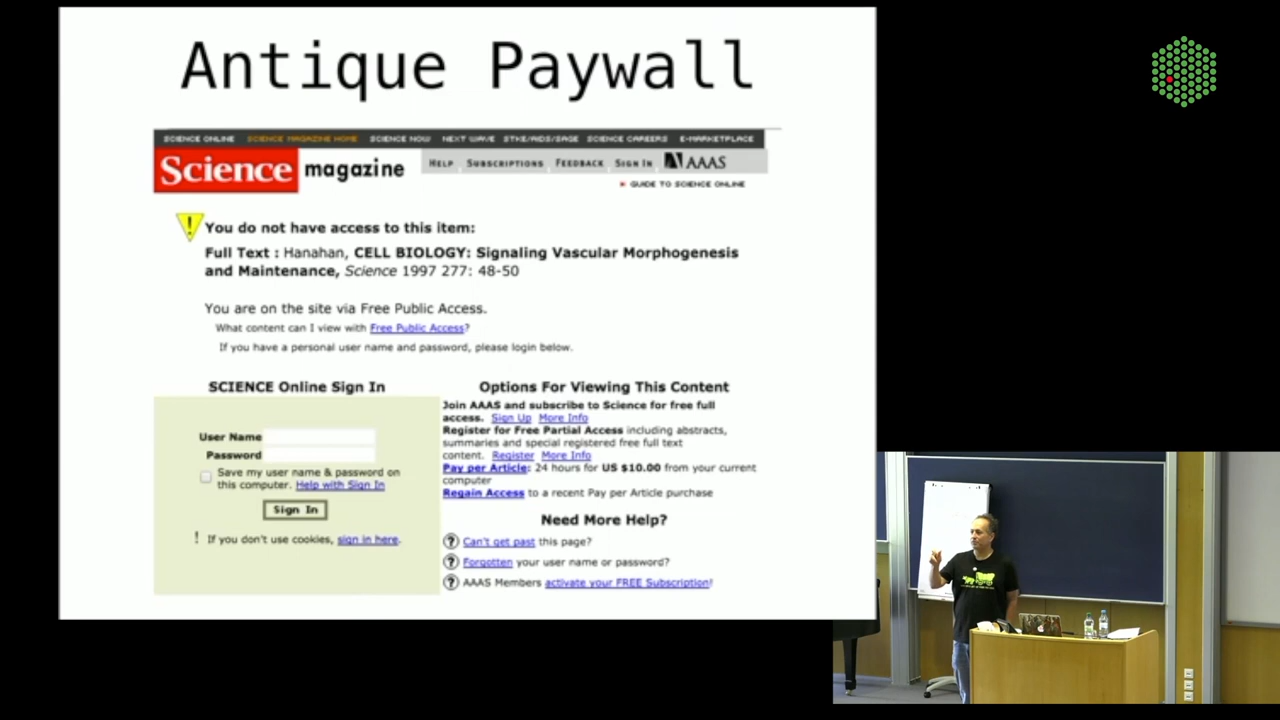 Antique Paywall
SCIENCE ONLINE SCIENCE MAGAZINE HOME SCIENCE NOW NEXT WAVE STKE/AIDS/SAGE SCIENCE CAREERS E-MARKETPLACE
Science magazine HELP SUBSCRIPTIONS FEEDBACK SIGN IN AAAS
GUIDE TO SCIENCE ONLINE
! You do not have access to this item:
Full Text : Hanahan, CELL BIOLOGY: Signaling Vascular Morphogenesis
and Maintenance, Science 1997 277: 48-50
You are on the site via Free Public Access.
What content can I view with Free Public Access?
If you have a personal user name and password, please login below.
SCIENCE Online Sign In
User Name
Password
Save my user name & password on
this computer. Help with Sign In
Sign In
! If you don't use cookies, sign in here.
Options For Viewing This Content
Join AAAS and subscribe to Science for free full
access. Sign Up More Info
Register for Free Partial Access including abstracts,
summaries and special registered free full text
content. Register More Info
Pay per Article: 24 hours for US $10.00 from your current
computer
Regain Access to a recent Pay per Article purchase
Need More Help?
? Can't get past this page?
? Forgotten your user name or password?
? AAAS Members activate your FREE Subscription!